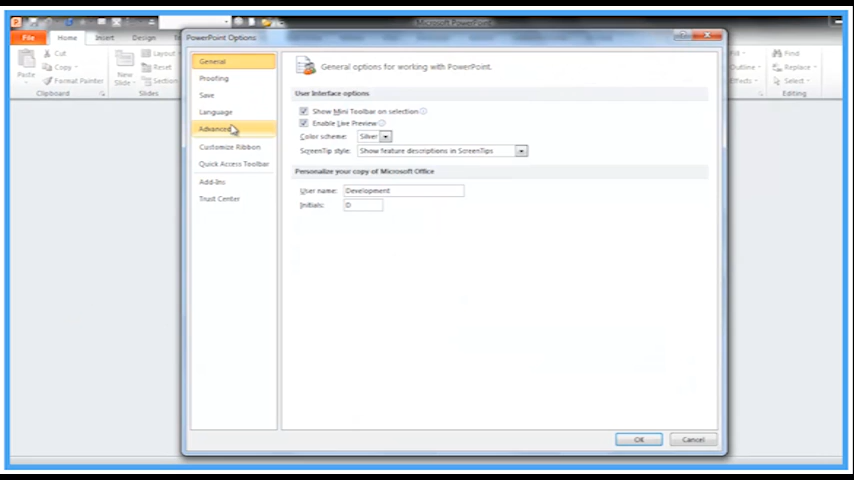 Microsoft PowerPoint
PowerPoint Options
File
Home
Insert
Design
Cut
Copy
Format Painter
Paste
Clipboard
New Slide
Layout
Reset
Section
Slides
Find
Replace
Select
Editing
General
Proofing
Save
Language
Advanced
Customize Ribbon
Quick Access Toolbar
Add-Ins
Trust Center
General options for working with PowerPoint.
User Interface options
Show Mini Toolbar on selection
Enable Live Preview
Color scheme: Silver
ScreenTip style: Show feature descriptions in ScreenTips
Personalize your copy of Microsoft Office
User name: Development
Initials: D
OK
Cancel